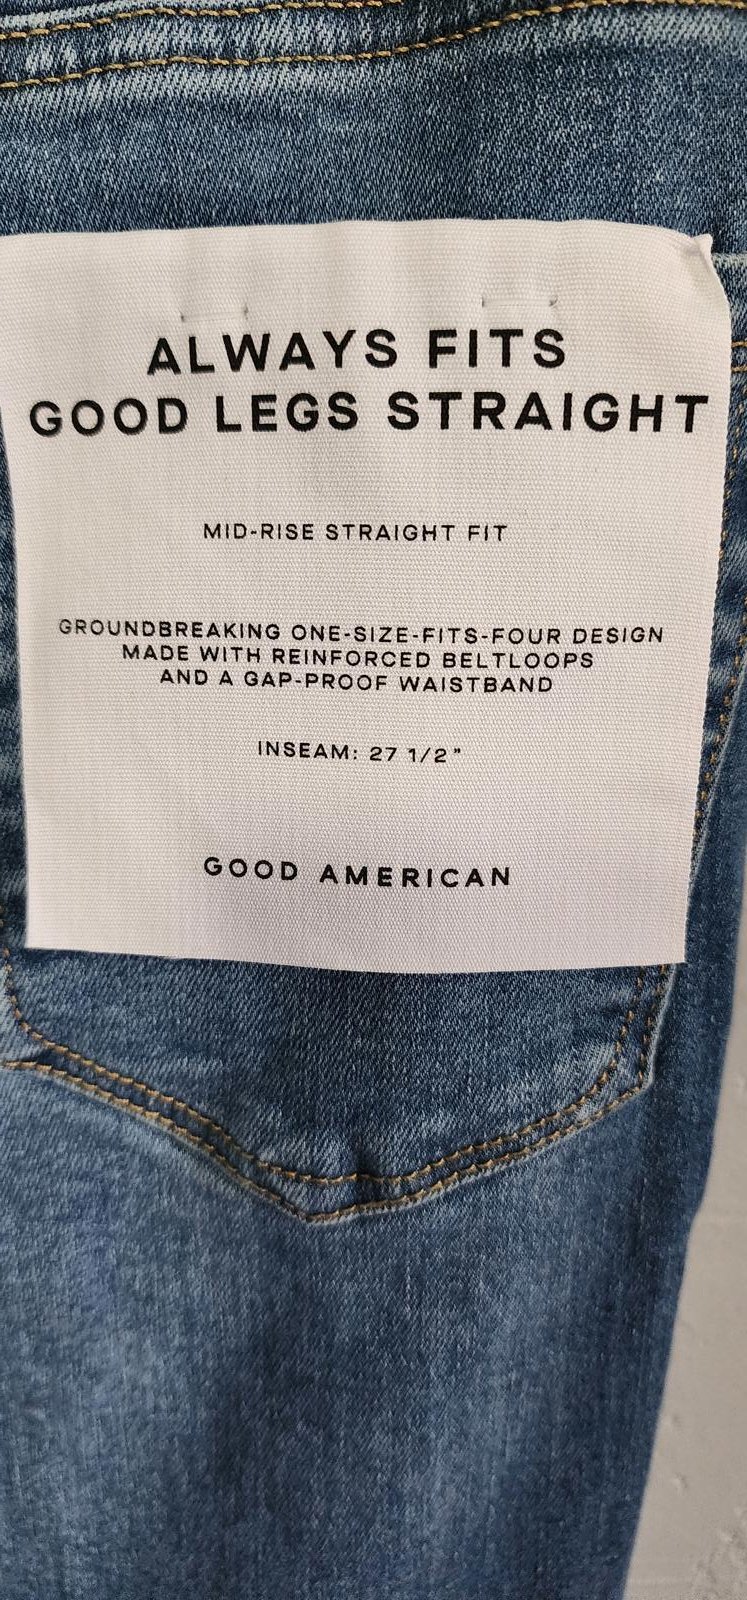 ALWAYS FITS
GOOD LEGS STRAIGHT
MID-RISE STRAIGHT FIT
GROUNDBREAKING ONE-SIZE-FITS-FOUR DESIGN
MADE WITH REINFORCED BELTLOOPS
AND A GAP-PROOF WAISTBAND
INSEAM: 27 1/2"
GOOD AMERICAN